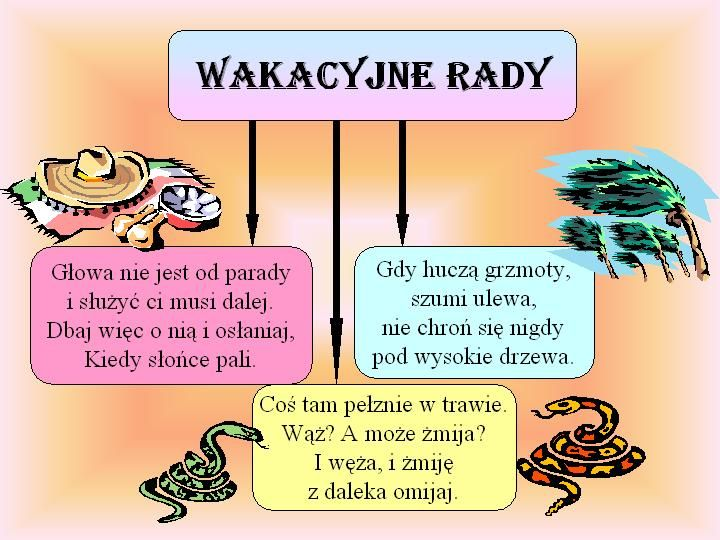 WAKACYJNE RADY
Głowa nie jest od parady
i służyć ci musi dalej.
Dbaj więc o nią i osłaniaj,
Kiedy słońce pali.
Gdy huczą grzmoty,
szumi ulewa,
nie chroń się nigdy
pod wysokie drzewa.
Coś tam pełznie w trawie.
Wąż? A może żmija?
I węża, i żmiję
z daleka omijaj.